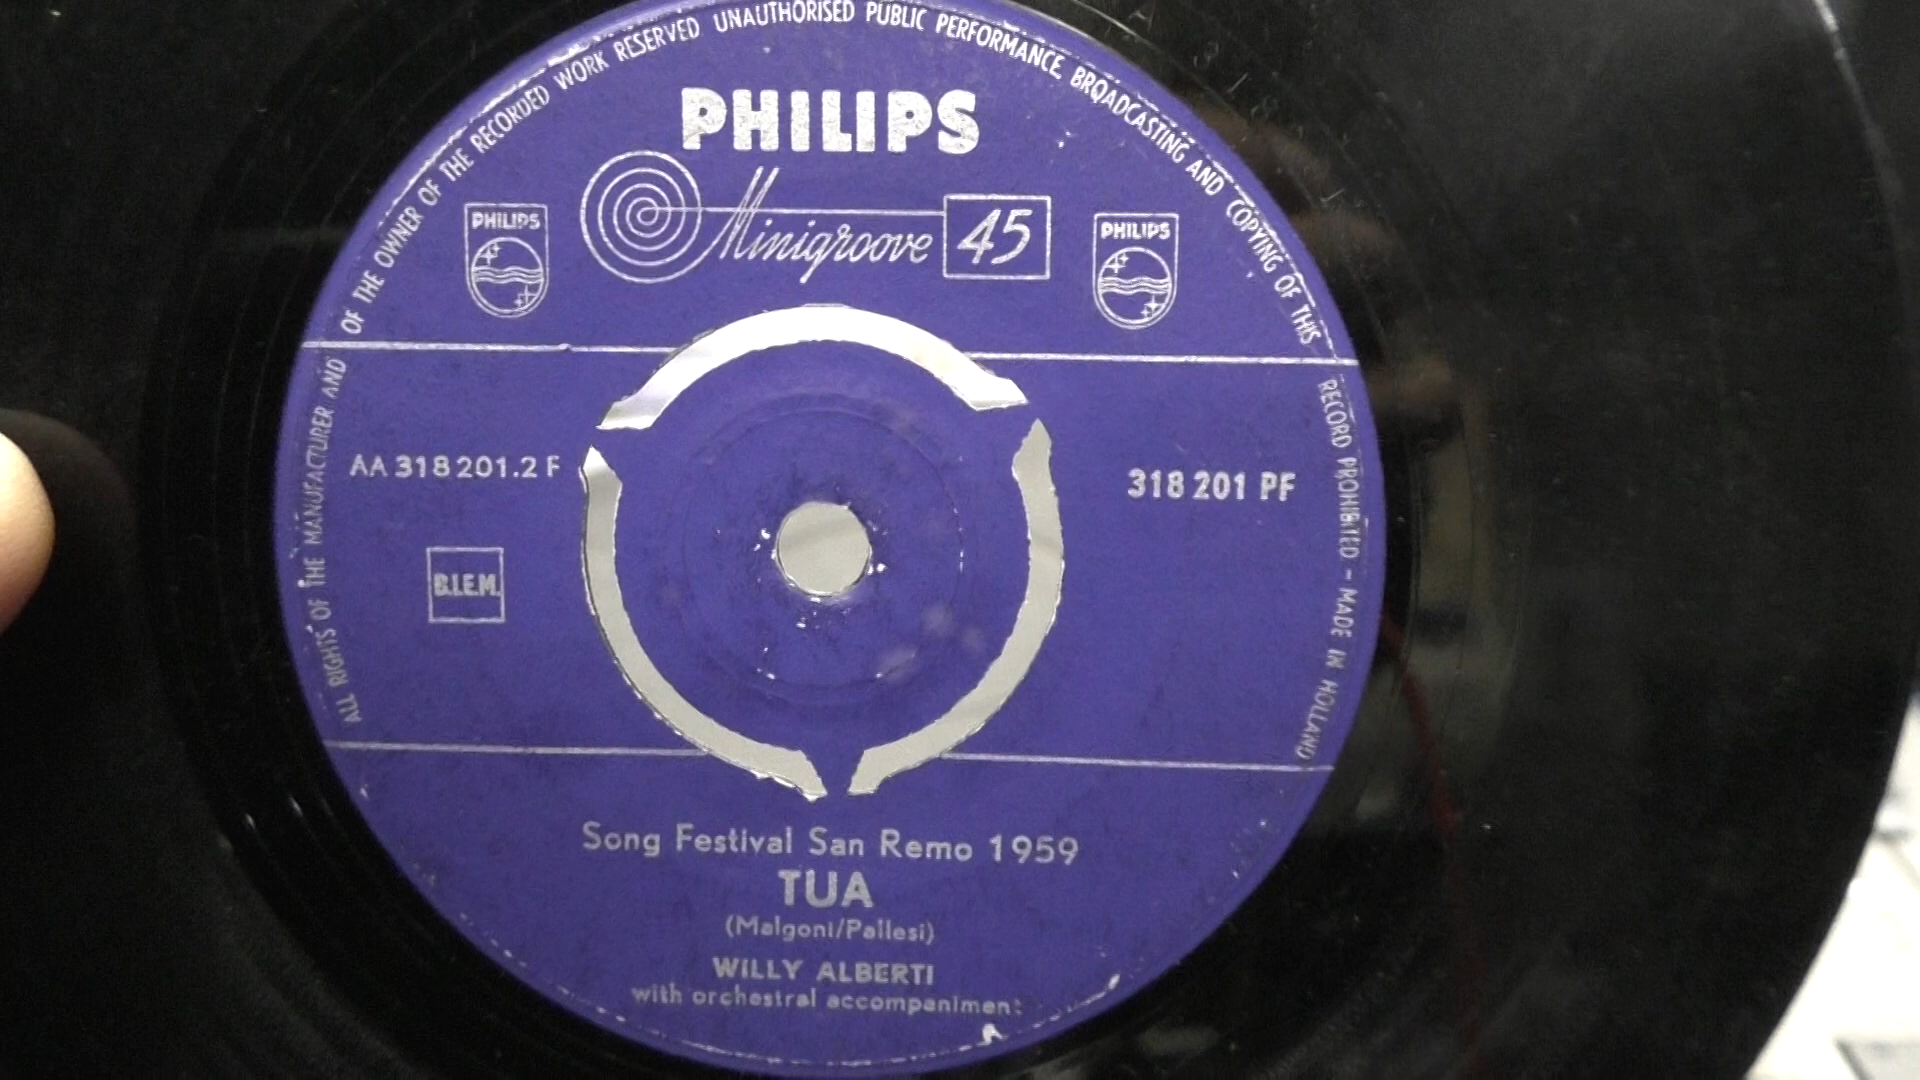 ALL RIGHTS OF THE MANUFACTURER AND OF THE OWNER OF THE RECORDED WORK RESERVED UNAUTHORISED PUBLIC PERFORMANCE, BROADCASTING AND COPYING OF THIS RECORD PROHIBITED - MADE IN HOLLAND
PHILIPS
PHILIPS
Minigroove 45
PHILIPS
AA 318 201.2 F
318 201 PF
B.I.E.M.
Song Festival San Remo 1959
TUA
(Malgoni/Pallesi)
WILLY ALBERTI
with orchestral accompaniment